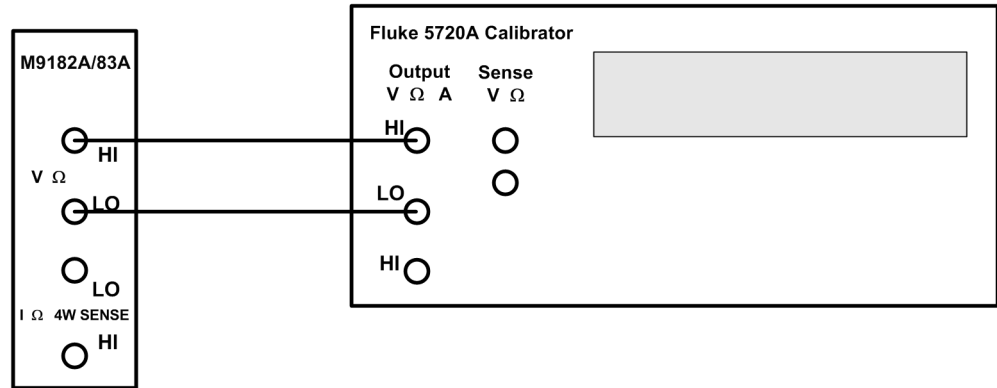 M9182A/83A
HI
V Ω
LO
LO
I Ω 4W SENSE
HI
Fluke 5720A Calibrator
Output Sense
V Ω A V Ω
HI
LO
HI